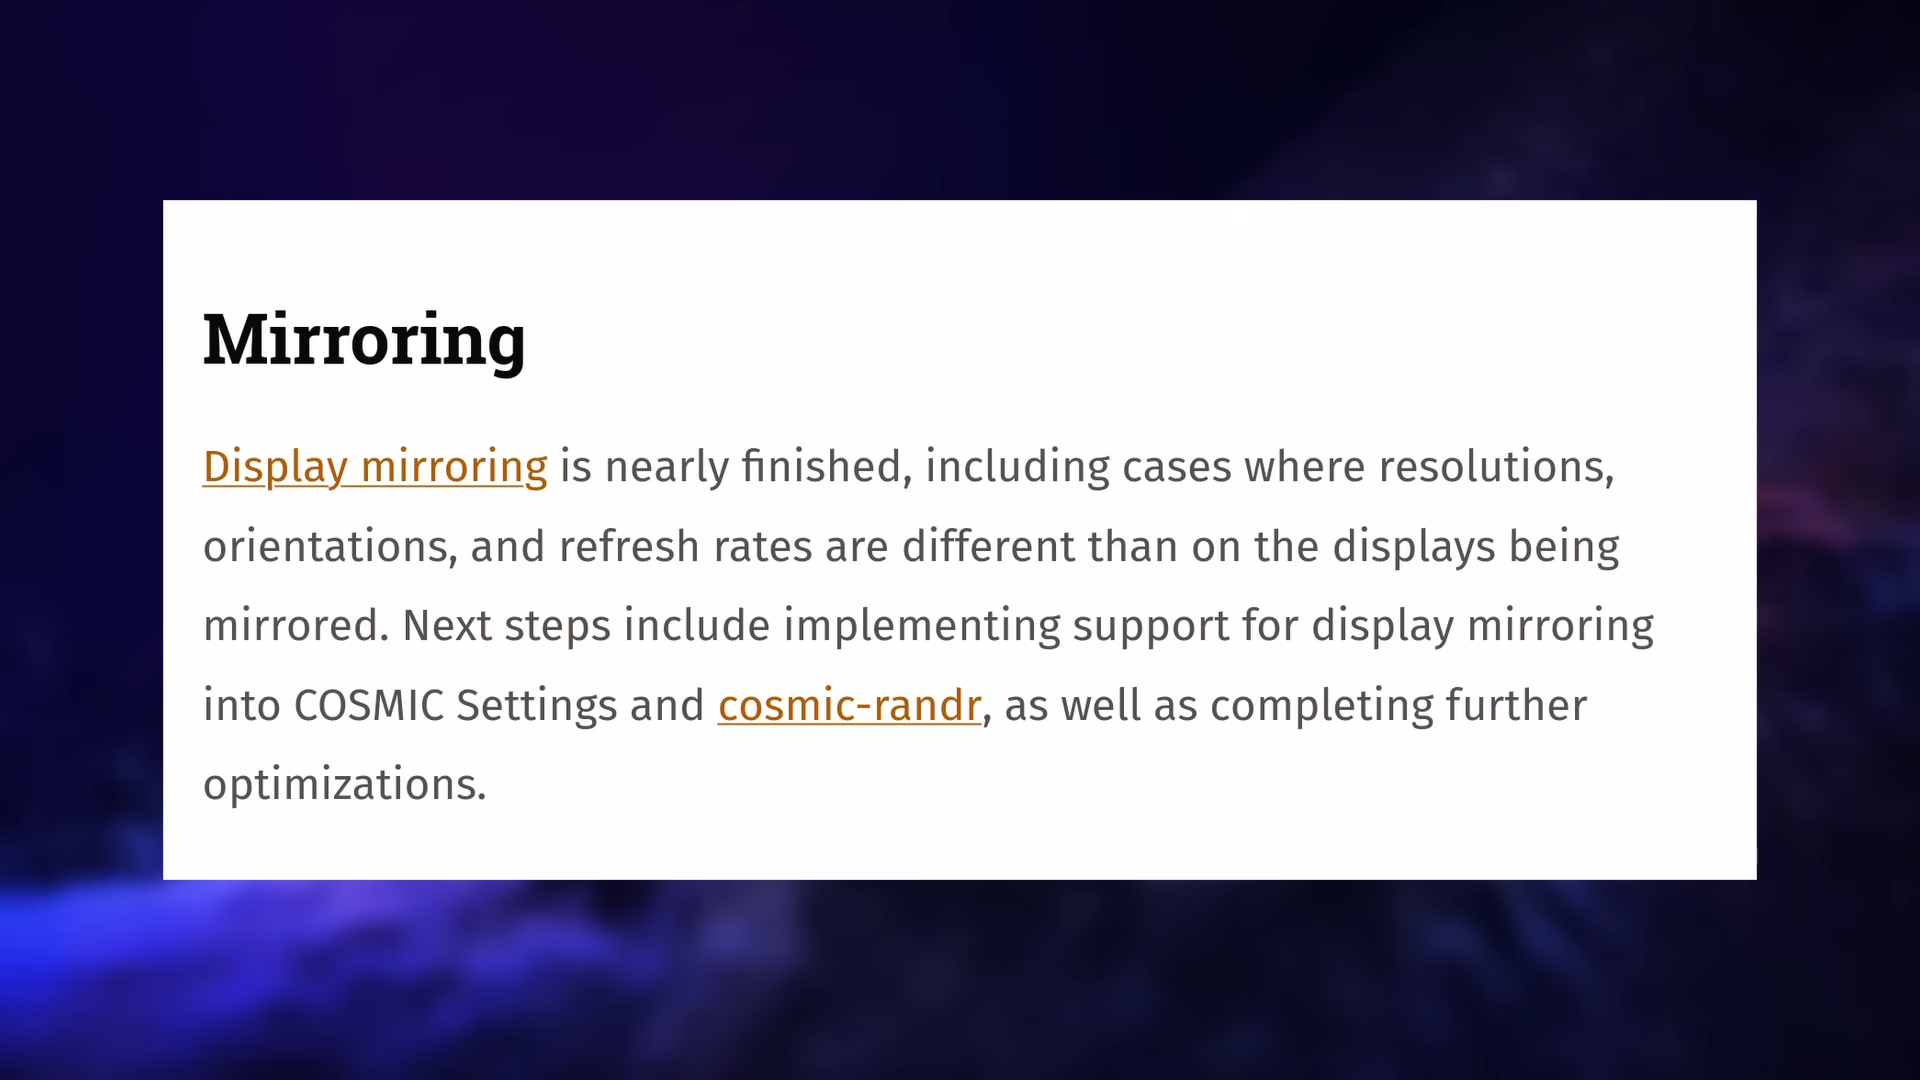 Mirroring
Display mirroring is nearly finished, including cases where resolutions,
orientations, and refresh rates are different than on the displays being
mirrored. Next steps include implementing support for display mirroring
into COSMIC Settings and cosmic-randr, as well as completing further
optimizations.